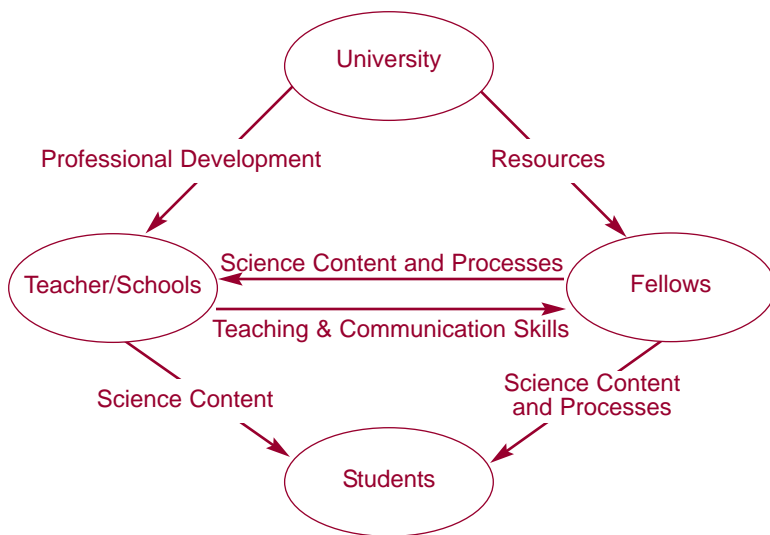 University
Professional Development
Resources
Science Content and Processes
Teacher/Schools
Fellows
Teaching & Communication Skills
Science Content
Science Content
and Processes
Students